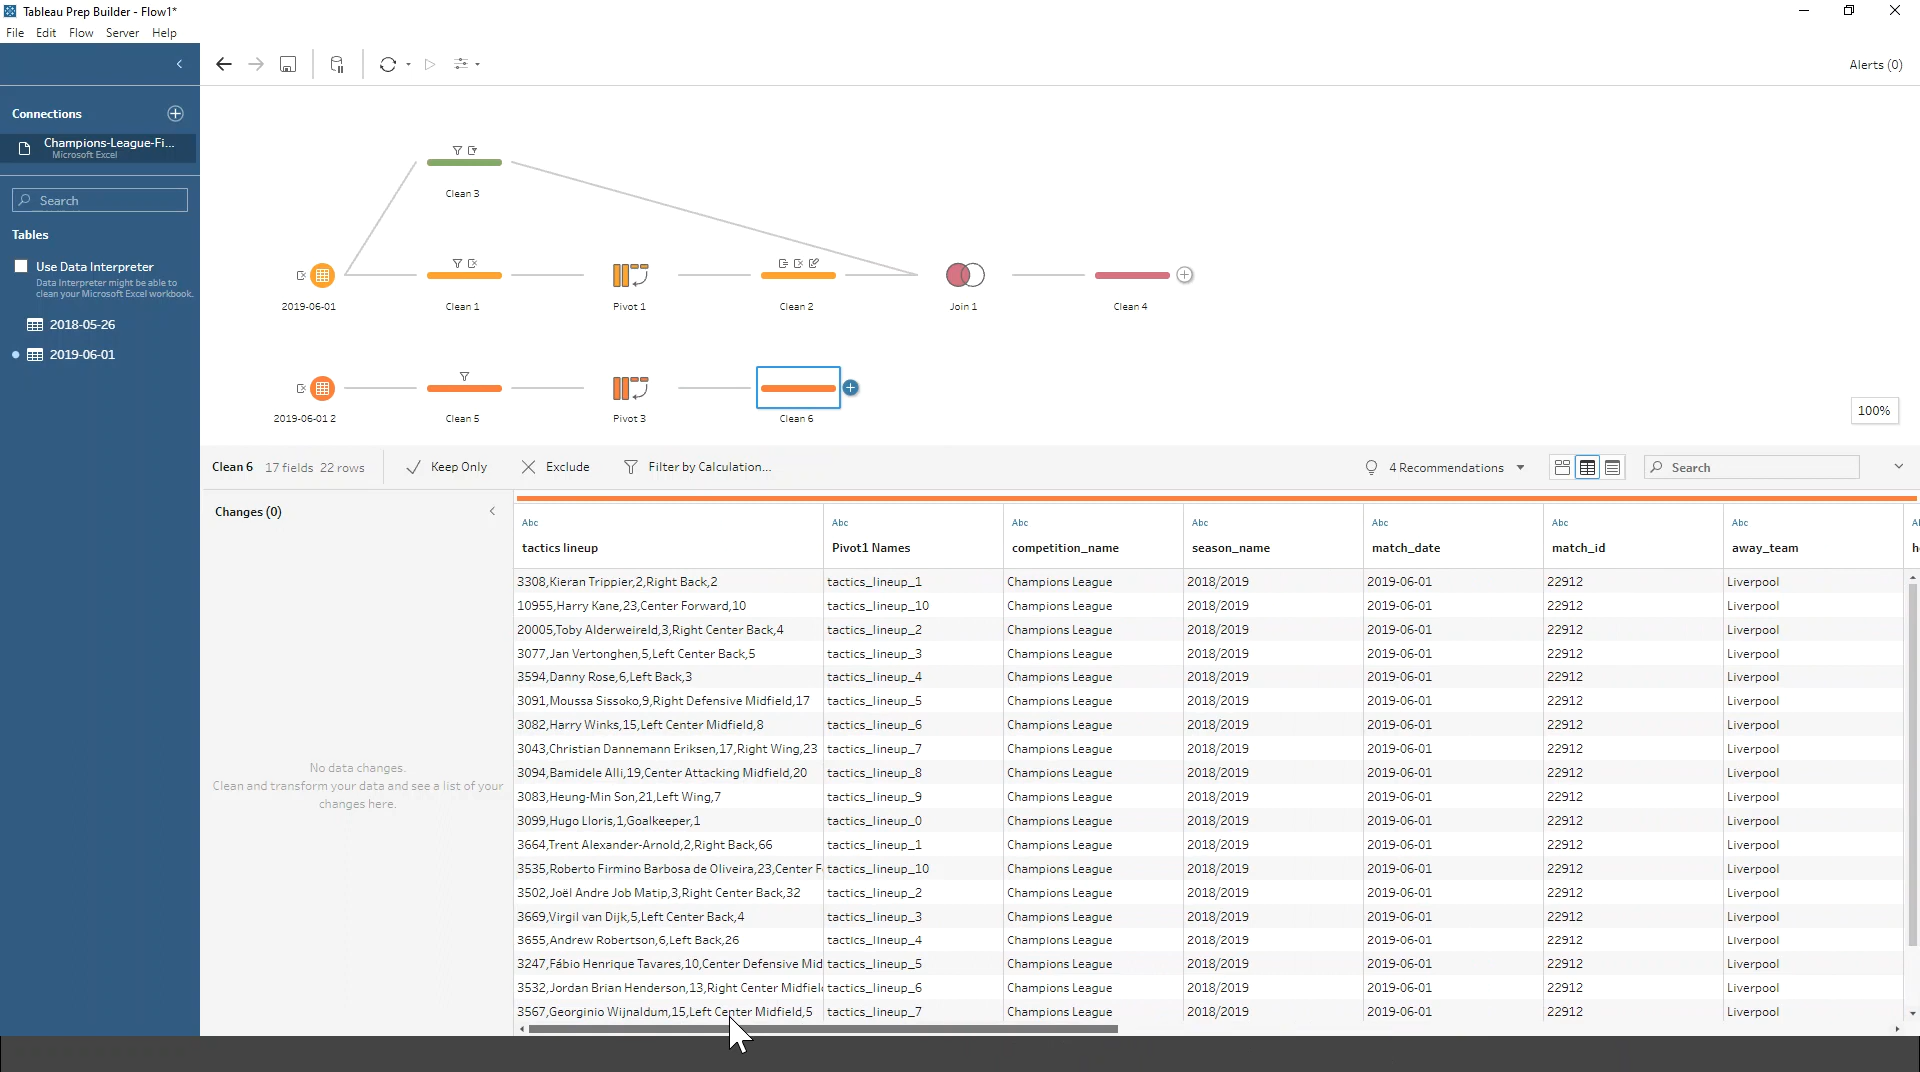 Tableau Prep Builder - Flow1*
File Edit Flow Server Help
Alerts (0)
Connections
Champions-League-Fi...
Microsoft Excel
Search
Tables
Use Data Interpreter
Data Interpreter might be able to
clean your Microsoft Excel workbook.
2018-05-26
2019-06-01
Clean 3
2019-06-01 Clean 1 Pivot 1 Clean 2 Join 1 Clean 4
2019-06-01 2 Clean 5 Pivot 3 Clean 6
100%
Clean 6 17 fields 22 rows Keep Only Exclude Filter by Calculation... 4 Recommendations Search
Changes (0)
No data changes.
Clean and transform your data and see a list of your
changes here.
Abc Abc Abc Abc Abc Abc Abc
tactics lineup Pivot1 Names competition_name season_name match_date match_id away_team
3308,Kieran Trippier,2,Right Back,2 tactics_lineup_1 Champions League 2018/2019 2019-06-01 22912 Liverpool
10955,Harry Kane,23,Center Forward,10 tactics_lineup_10 Champions League 2018/2019 2019-06-01 22912 Liverpool
20005,Toby Alderweireld,3,Right Center Back,4 tactics_lineup_2 Champions League 2018/2019 2019-06-01 22912 Liverpool
3077,Jan Vertonghen,5,Left Center Back,5 tactics_lineup_3 Champions League 2018/2019 2019-06-01 22912 Liverpool
3594,Danny Rose,6,Left Back,3 tactics_lineup_4 Champions League 2018/2019 2019-06-01 22912 Liverpool
3091,Moussa Sissoko,9,Right Defensive Midfield,17 tactics_lineup_5 Champions League 2018/2019 2019-06-01 22912 Liverpool
3082,Harry Winks,15,Left Center Midfield,8 tactics_lineup_6 Champions League 2018/2019 2019-06-01 22912 Liverpool
3043,Christian Dannemann Eriksen,17,Right Wing,23 tactics_lineup_7 Champions League 2018/2019 2019-06-01 22912 Liverpool
3094,Bamidele Alli,19,Center Attacking Midfield,20 tactics_lineup_8 Champions League 2018/2019 2019-06-01 22912 Liverpool
3083,Heung-Min Son,21,Left Wing,7 tactics_lineup_9 Champions League 2018/2019 2019-06-01 22912 Liverpool
3099,Hugo Lloris,1,Goalkeeper,1 tactics_lineup_0 Champions League 2018/2019 2019-06-01 22912 Liverpool
3664,Trent Alexander-Arnold,2,Right Back,66 tactics_lineup_1 Champions League 2018/2019 2019-06-01 22912 Liverpool
3535,Roberto Firmino Barbosa de Oliveira,23,Center F tactics_lineup_10 Champions League 2018/2019 2019-06-01 22912 Liverpool
3502,Joël Andre Job Matip,3,Right Center Back,32 tactics_lineup_2 Champions League 2018/2019 2019-06-01 22912 Liverpool
3669,Virgil van Dijk,5,Left Center Back,4 tactics_lineup_3 Champions League 2018/2019 2019-06-01 22912 Liverpool
3655,Andrew Robertson,6,Left Back,26 tactics_lineup_4 Champions League 2018/2019 2019-06-01 22912 Liverpool
3247,Fábio Henrique Tavares,10,Center Defensive Mid tactics_lineup_5 Champions League 2018/2019 2019-06-01 22912 Liverpool
3532,Jordan Brian Henderson,13,Right Center Midfiel tactics_lineup_6 Champions League 2018/2019 2019-06-01 22912 Liverpool
3567,Georginio Wijnaldum,15,Left Center Midfield,5 tactics_lineup_7 Champions League 2018/2019 2019-06-01 22912 Liverpool